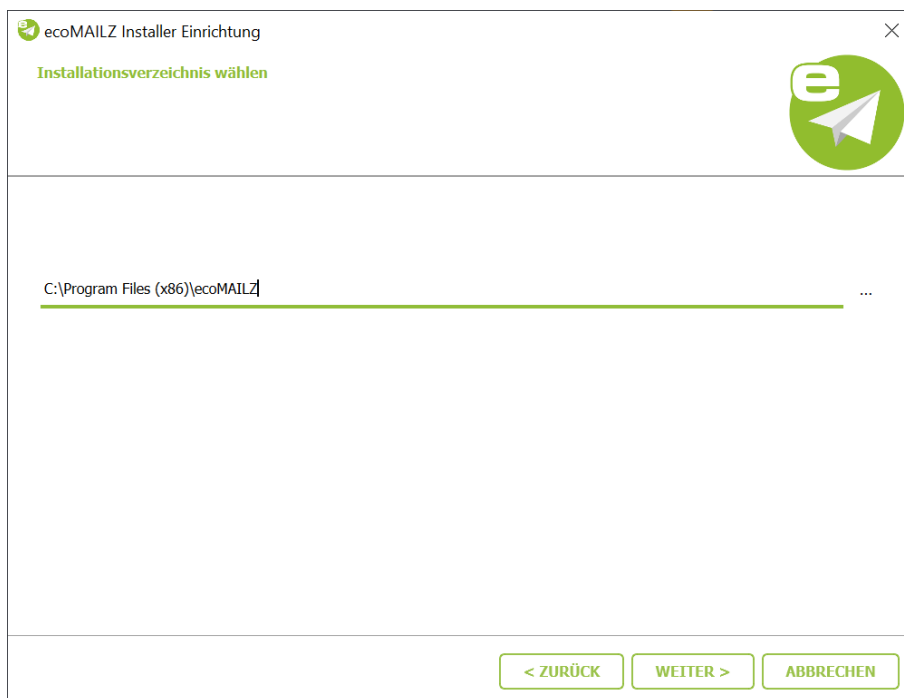 ecoMAILZ Installer Einrichtung
Installationsverzeichnis wählen
e
C:\Program Files (x86)\ecoMAILZ
...
< ZURÜCK WEITER > ABBRECHEN